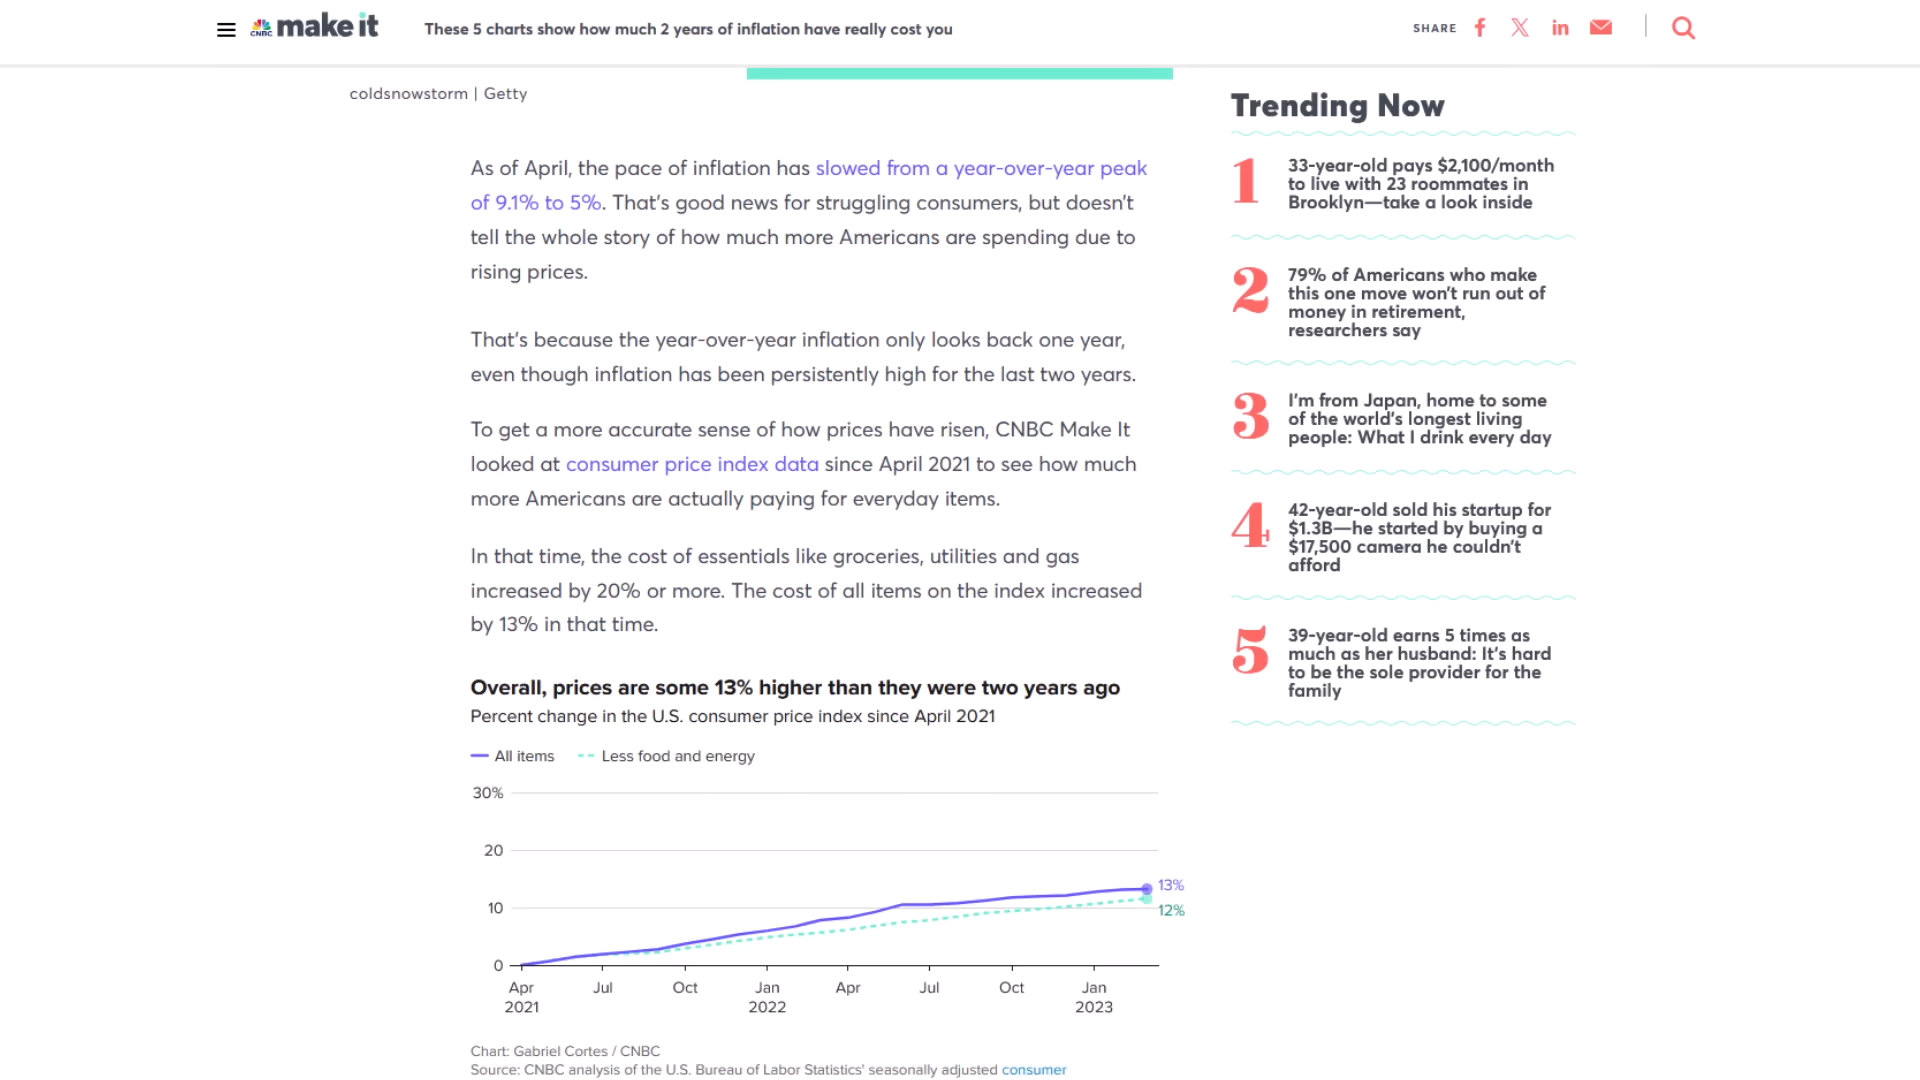 CNBC make it
These 5 charts show how much 2 years of inflation have really cost you
SHARE
coldsnowstorm | Getty
As of April, the pace of inflation has slowed from a year-over-year peak
of 9.1% to 5%. That's good news for struggling consumers, but doesn't
tell the whole story of how much more Americans are spending due to
rising prices.
That's because the year-over-year inflation only looks back one year,
even though inflation has been persistently high for the last two years.
To get a more accurate sense of how prices have risen, CNBC Make It
looked at consumer price index data since April 2021 to see how much
more Americans are actually paying for everyday items.
In that time, the cost of essentials like groceries, utilities and gas
increased by 20% or more. The cost of all items on the index increased
by 13% in that time.
Overall, prices are some 13% higher than they were two years ago
Percent change in the U.S. consumer price index since April 2021
All items Less food and energy
30%
20
10
0
13%
12%
Apr Jul Oct Jan Apr Jul Oct Jan
2021 2022 2023
Chart: Gabriel Cortes / CNBC
Source: CNBC analysis of the U.S. Bureau of Labor Statistics' seasonally adjusted consumer
Trending Now
1
33-year-old pays $2,100/month
to live with 23 roommates in
Brooklyn—take a look inside
2
79% of Americans who make
this one move won't run out of
money in retirement,
researchers say
3
I'm from Japan, home to some
of the world's longest living
people: What I drink every day
4
42-year-old sold his startup for
$1.3B—he started by buying a
$17,500 camera he couldn't
afford
5
39-year-old earns 5 times as
much as her husband: It's hard
to be the sole provider for the
family